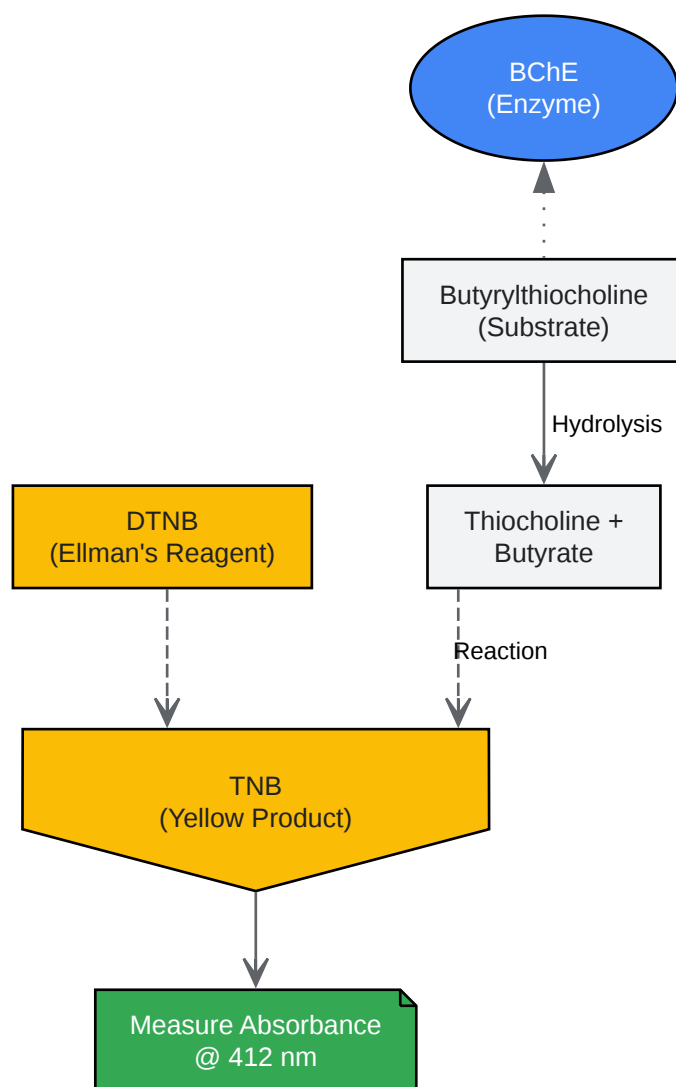 BChE
(Enzyme)
Butyrylthiocholine
(Substrate)
Hydrolysis
DTNB
(Ellman's Reagent)
Thiocholine +
Butyrate
Reaction
TNB
(Yellow Product)
Measure Absorbance
@ 412 nm